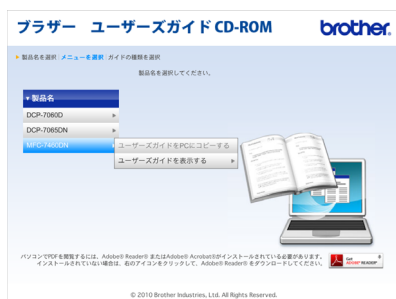 ブラザー ユーザーズガイド CD-ROM
brother
製品名を選択 メニューを選択 ガイドの種類を選択
製品名を選択してください。
▼製品名
DCP-7060D
DCP-7065DN
MFC-7460DN
ユーザーズガイドをPCにコピーする
ユーザーズガイドを表示する
パソコンでPDFを閲覧するには、Adobe® Reader® またはAdobe® Acrobat®がインストールされている必要があります。
インストールされていない場合は、右のアイコンをクリックして、Adobe® Reader® をダウンロードしてください。
Get
ADOBE® READER®
© 2010 Brother Industries, Ltd. All Rights Reserved.